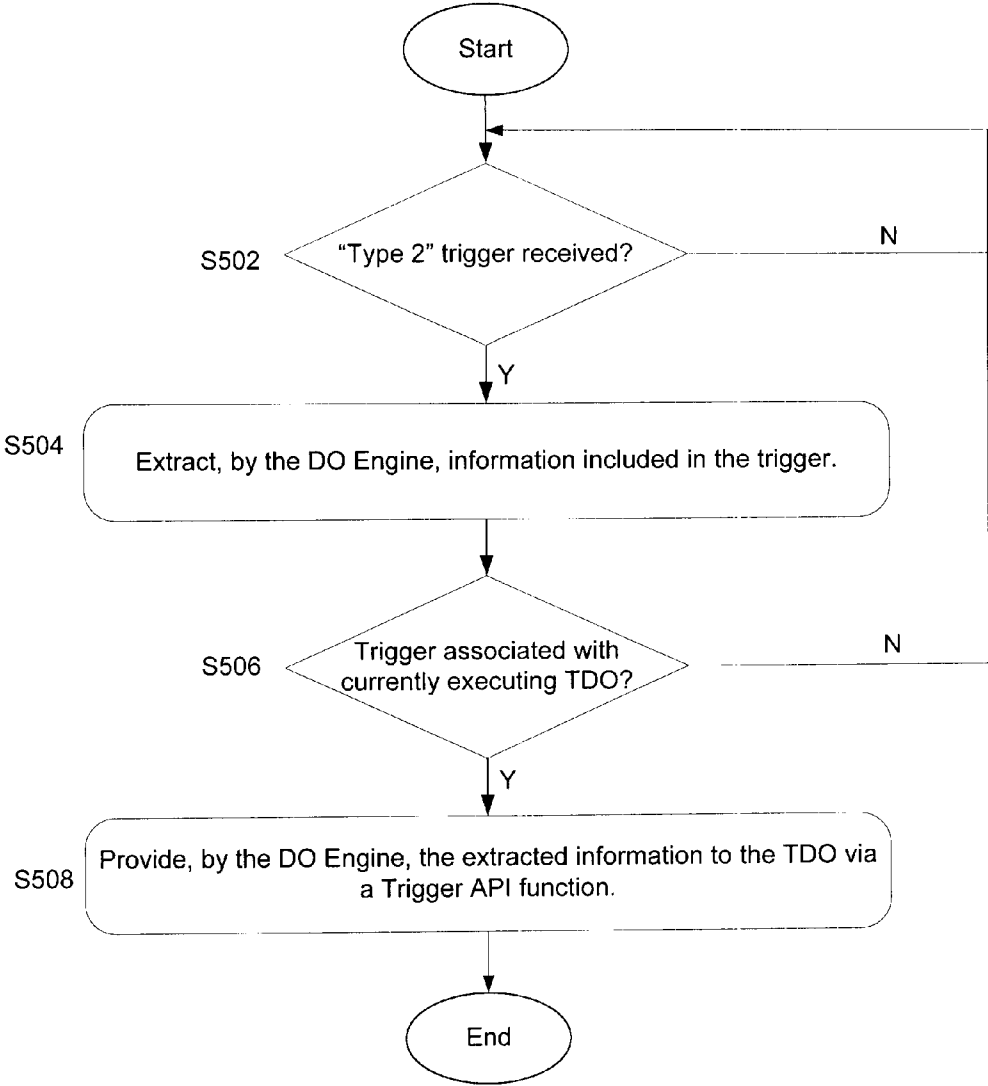 Start
"Type 2" trigger received?
N
S502
Y
S504
Extract, by the DO Engine, information included in the trigger.
Trigger associated with
currently executing TDO?
N
S506
Y
Provide, by the DO Engine, the extracted information to the TDO via
a Trigger API function.
S508
End